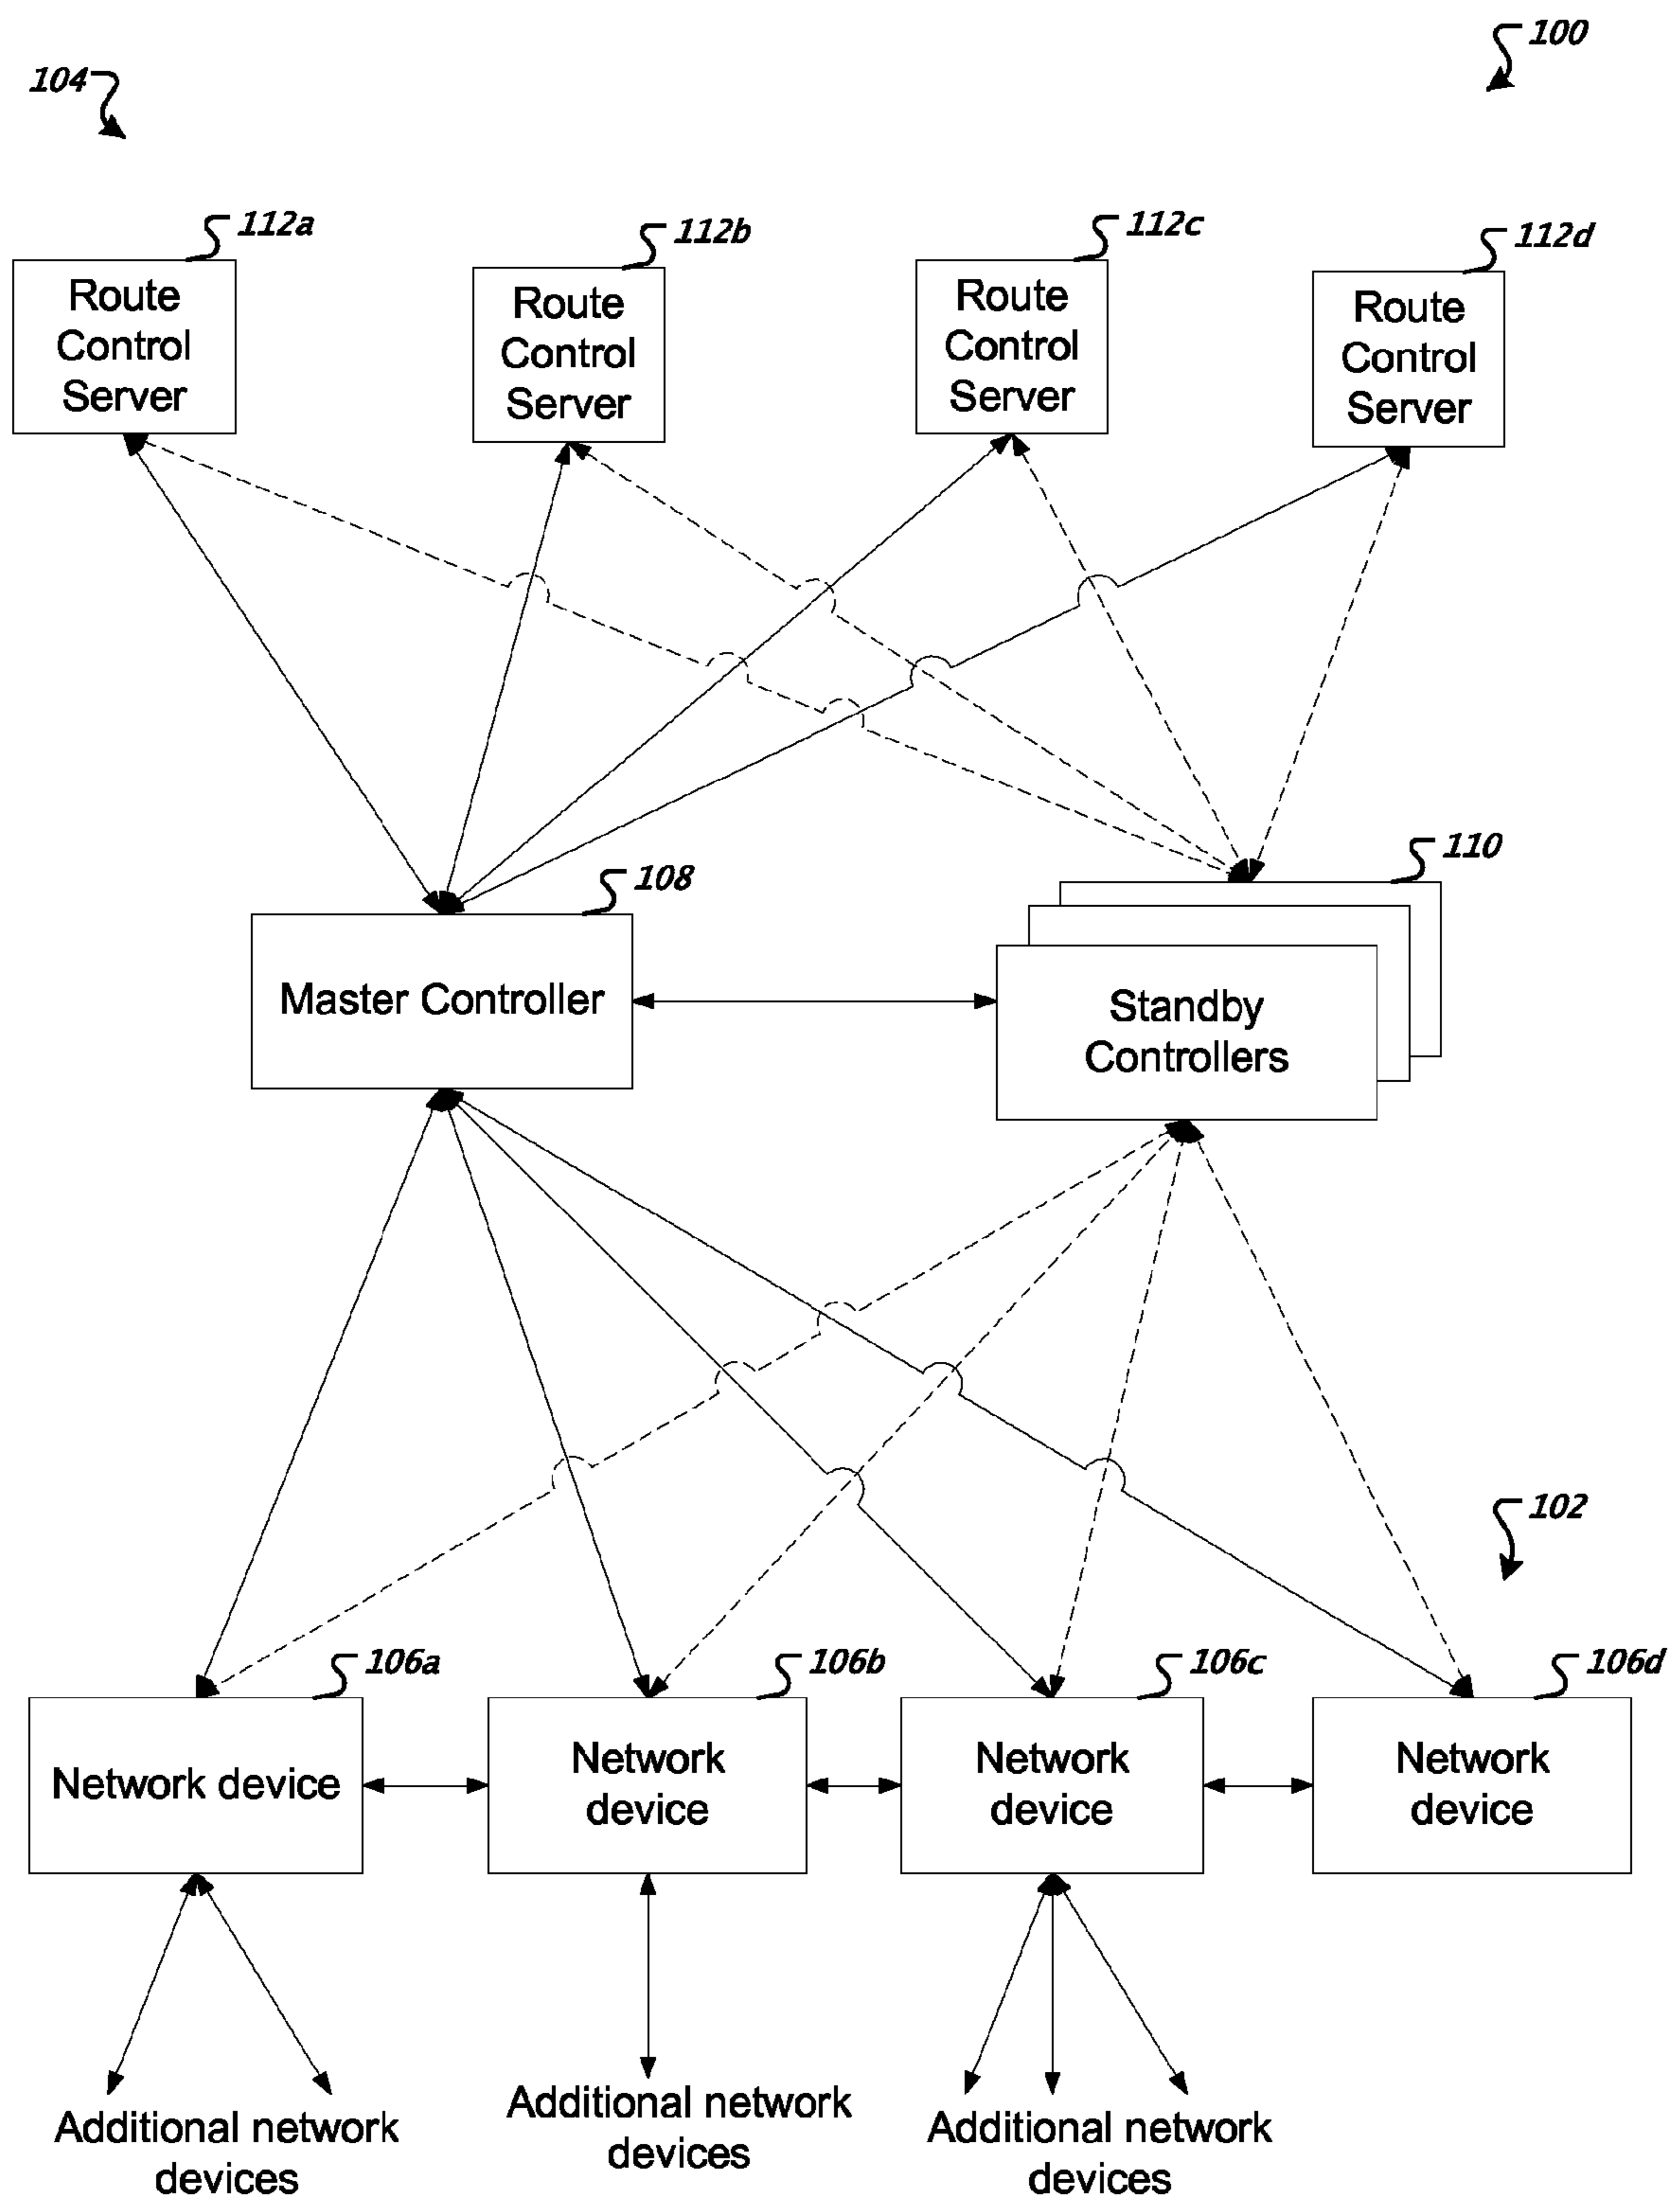 100
104
112a
112b
112c
112d
Route
Control
Server
Route
Control
Server
Route
Control
Server
Route
Control
Server
110
108
Master Controller
Standby
Controllers
102
106a
106b
106c
106d
Network device
Network
device
Network
device
Network
device
Additional network
devices
Additional network
devices
Additional network
devices